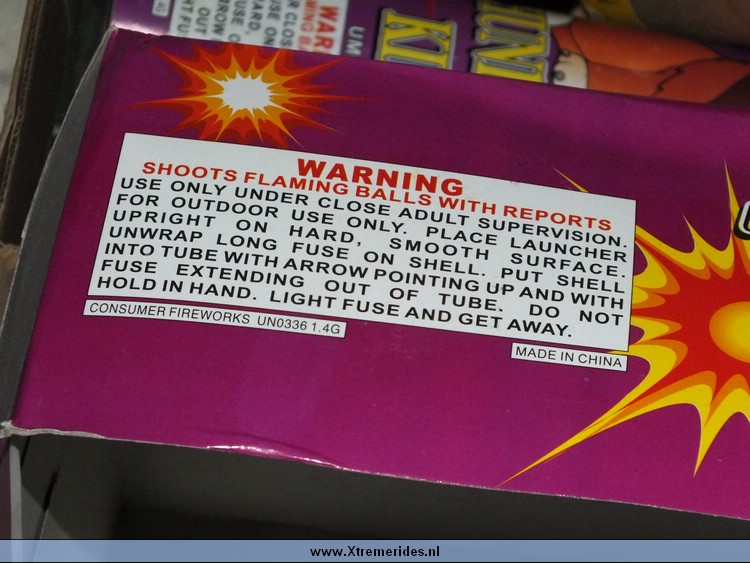 WARNING
SHOOTS FLAMING BALLS WITH REPORTS
USE ONLY UNDER CLOSE ADULT SUPERVISION.
FOR OUTDOOR USE ONLY. PLACE LAUNCHER
UPRIGHT ON HARD, SMOOTH SURFACE.
UNWRAP LONG FUSE ON SHELL. PUT SHELL
INTO TUBE WITH ARROW POINTING UP AND WITH
FUSE EXTENDING OUT OF TUBE. DO NOT
HOLD IN HAND. LIGHT FUSE AND GET AWAY.
CONSUMER FIREWORKS UN0336 1.4G
MADE IN CHINA
www.Xtremerides.nl